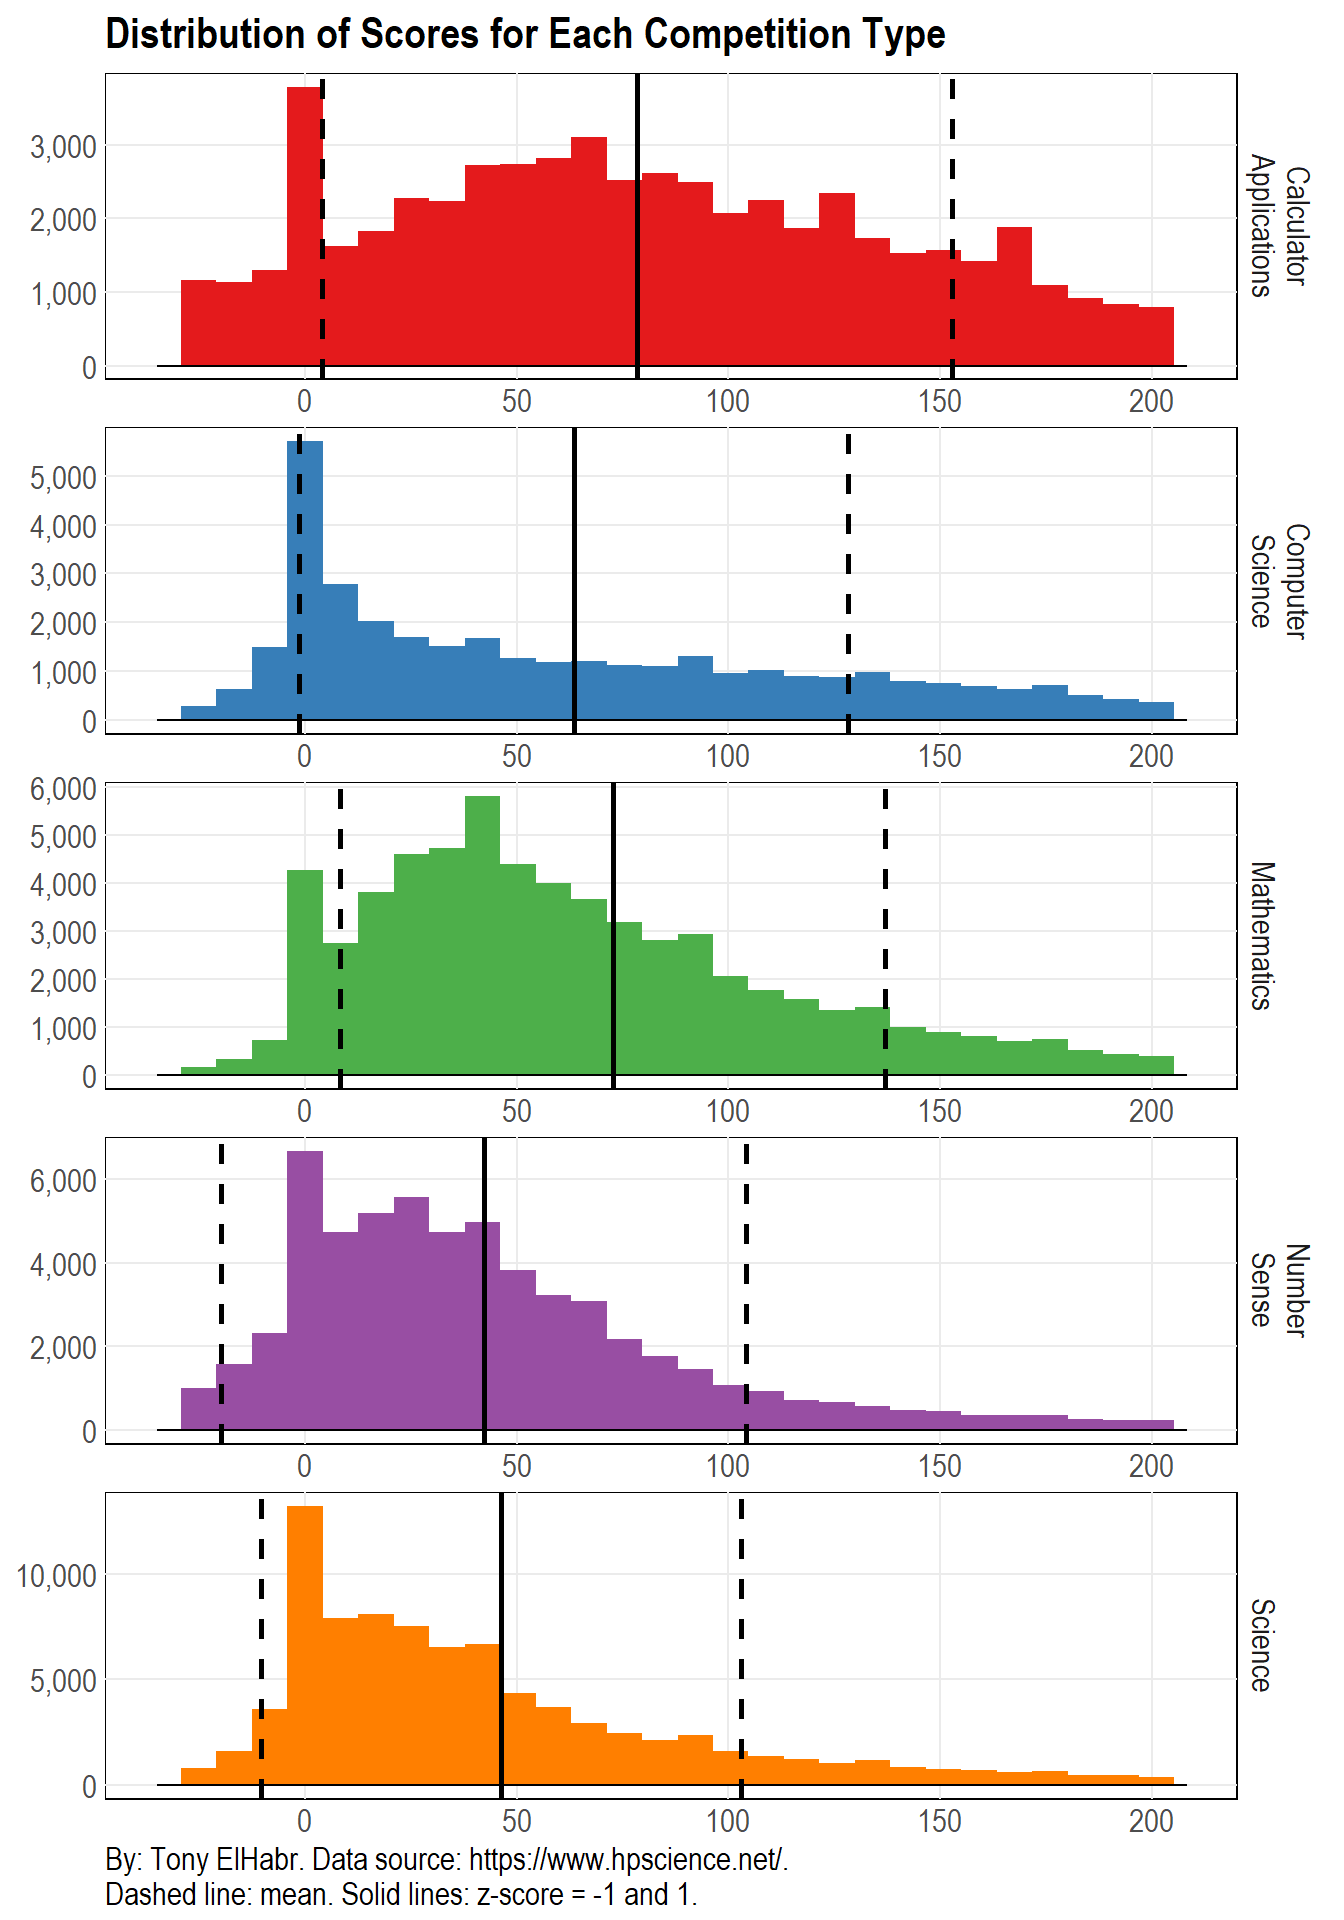 Distribution of Scores for Each Competition Type
3,000
2,000
1,000
0
0 50 100 150 200
Calculator
Applications
5,000
4,000
3,000
2,000
1,000
0
0 50 100 150 200
Computer
Science
6,000
5,000
4,000
3,000
2,000
1,000
0
0 50 100 150 200
Mathematics
6,000
4,000
2,000
0
0 50 100 150 200
Number
Sense
10,000
5,000
0
0 50 100 150 200
Science
By: Tony ElHabr. Data source: https://www.hpscience.net/.
Dashed line: mean. Solid lines: z-score = -1 and 1.